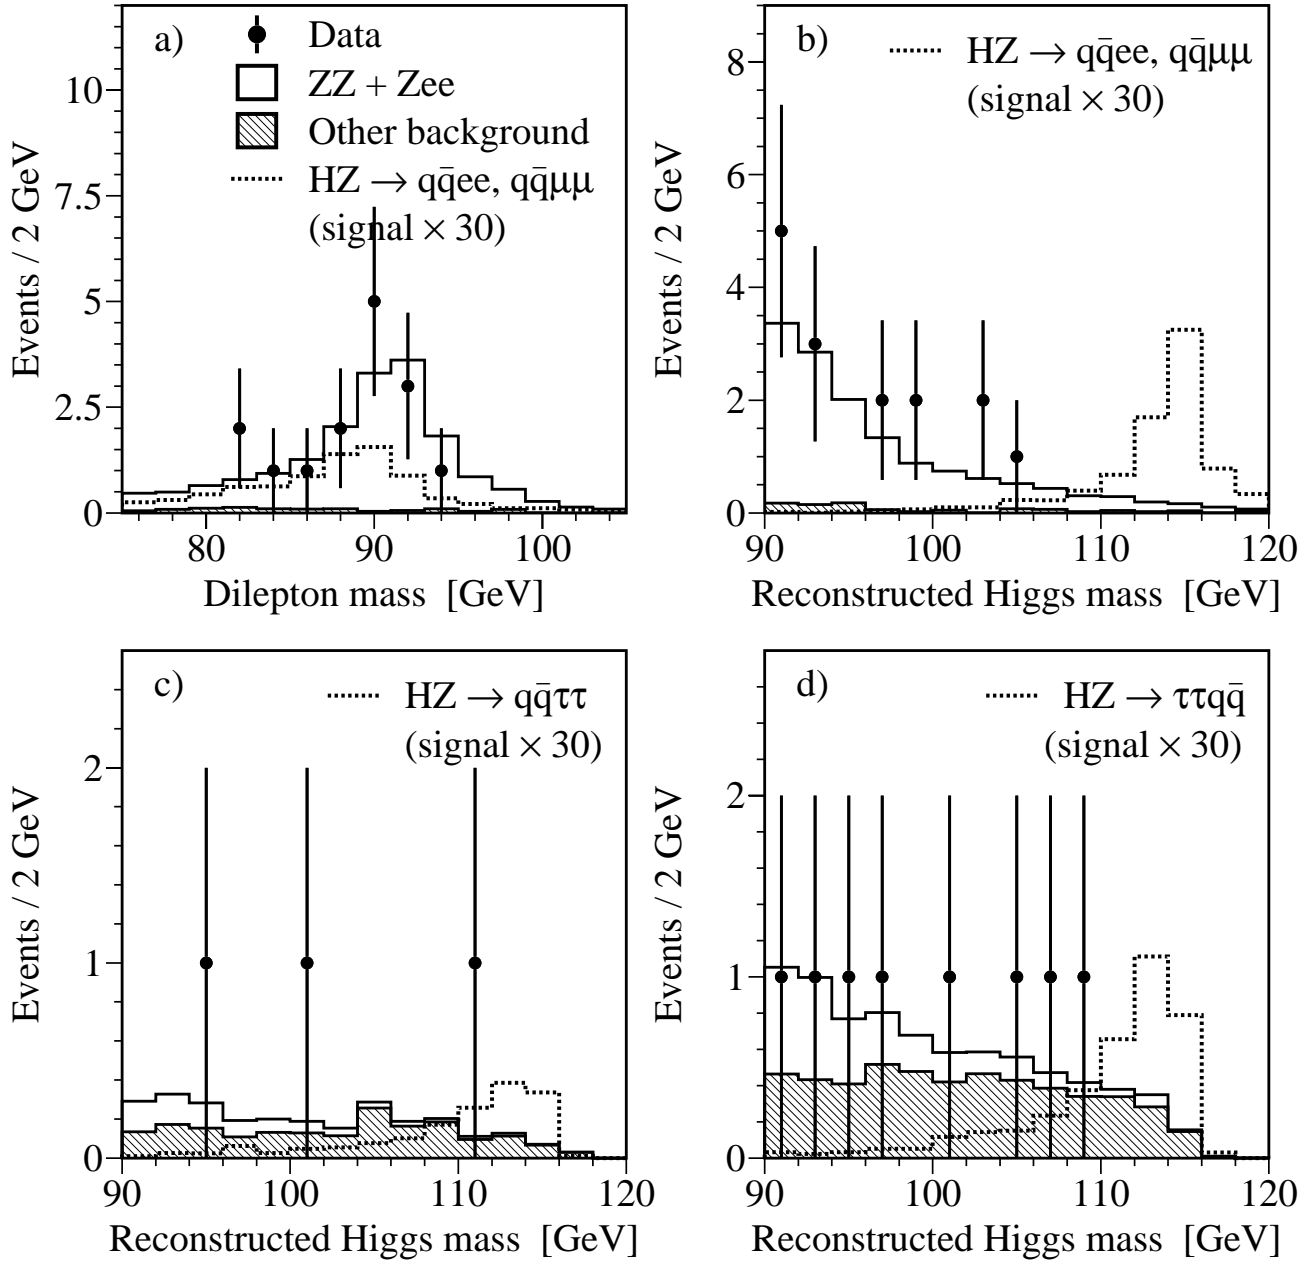 a)
Data
ZZ + Zee
Other background
HZ → qq̄ee, qq̄μμ
(signal × 30)
Events / 2 GeV
10
7.5
5
2.5
0
80 90 100
Dilepton mass [GeV]
b)
HZ → qq̄ee, qq̄μμ
(signal × 30)
Events / 2 GeV
8
6
4
2
0
90 100 110 120
Reconstructed Higgs mass [GeV]
c)
HZ → qq̄ττ
(signal × 30)
Events / 2 GeV
2
1
0
90 100 110 120
Reconstructed Higgs mass [GeV]
d)
HZ → ττqq̄
(signal × 30)
Events / 2 GeV
2
1
0
90 100 110 120
Reconstructed Higgs mass [GeV]